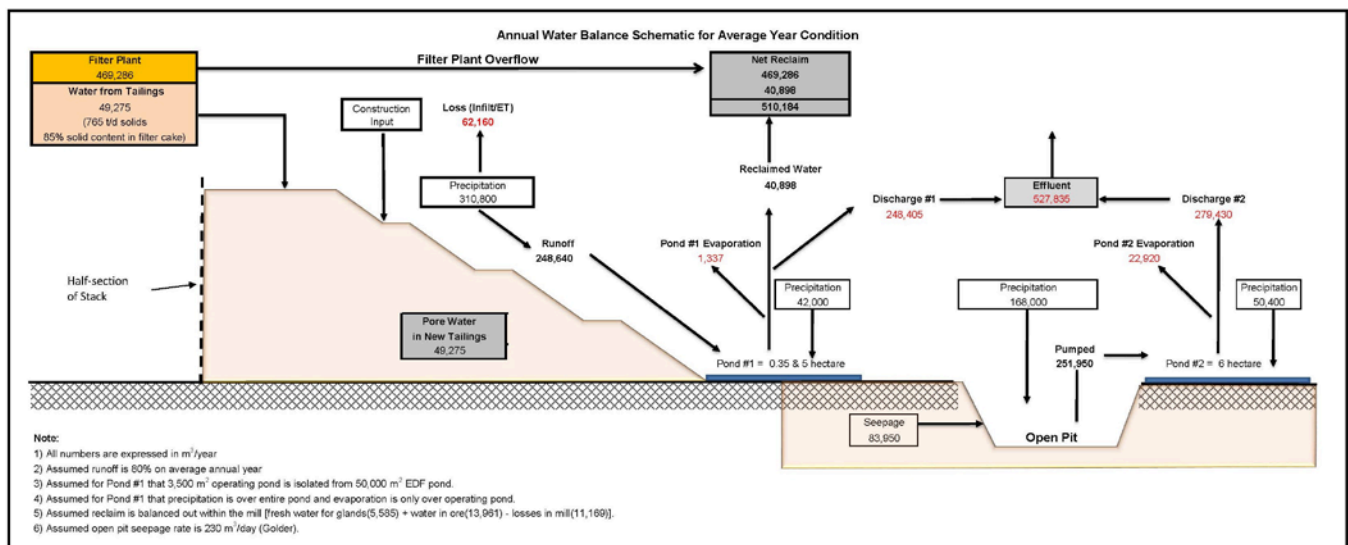 Annual Water Balance Schematic for Average Year Condition
Filter Plant
469,286
Water from Tailings
49,275
(765 t/d solids
85% solid content in filter cake)
Filter Plant Overflow
Net Reclaim
469,286
40,898
510,184
Construction
Input
Loss (Infilt/ET)
62,160
Precipitation
310,800
Reclaimed Water
40,898
Effluent
527,835
Discharge #1
248,405
Discharge #2
279,430
Runoff
248,640
Pond #1 Evaporation
1,337
Pond #2 Evaporation
22,920
Half-section
of Stack
Precipitation
42,000
Precipitation
168,000
Precipitation
50,400
Pore Water
in New Tailings
49,275
Pond #1 = 0.35 & 5 hectare
Pumped
251,950
Pond #2 = 6 hectare
Seepage
83,950
Open Pit
Note:
1) All numbers are expressed in m³/year
2) Assumed runoff is 80% on average annual year
3) Assumed for Pond #1 that 3,500 m² operating pond is isolated from 50,000 m² EDF pond.
4) Assumed for Pond #1 that precipitation is over entire pond and evaporation is only over operating pond.
5) Assumed reclaim is balanced out within the mill [fresh water for glands(5,585) + water in ore(13,961) - losses in mill(11,169)].
6) Assumed open pit seepage rate is 230 m³/day (Golder).